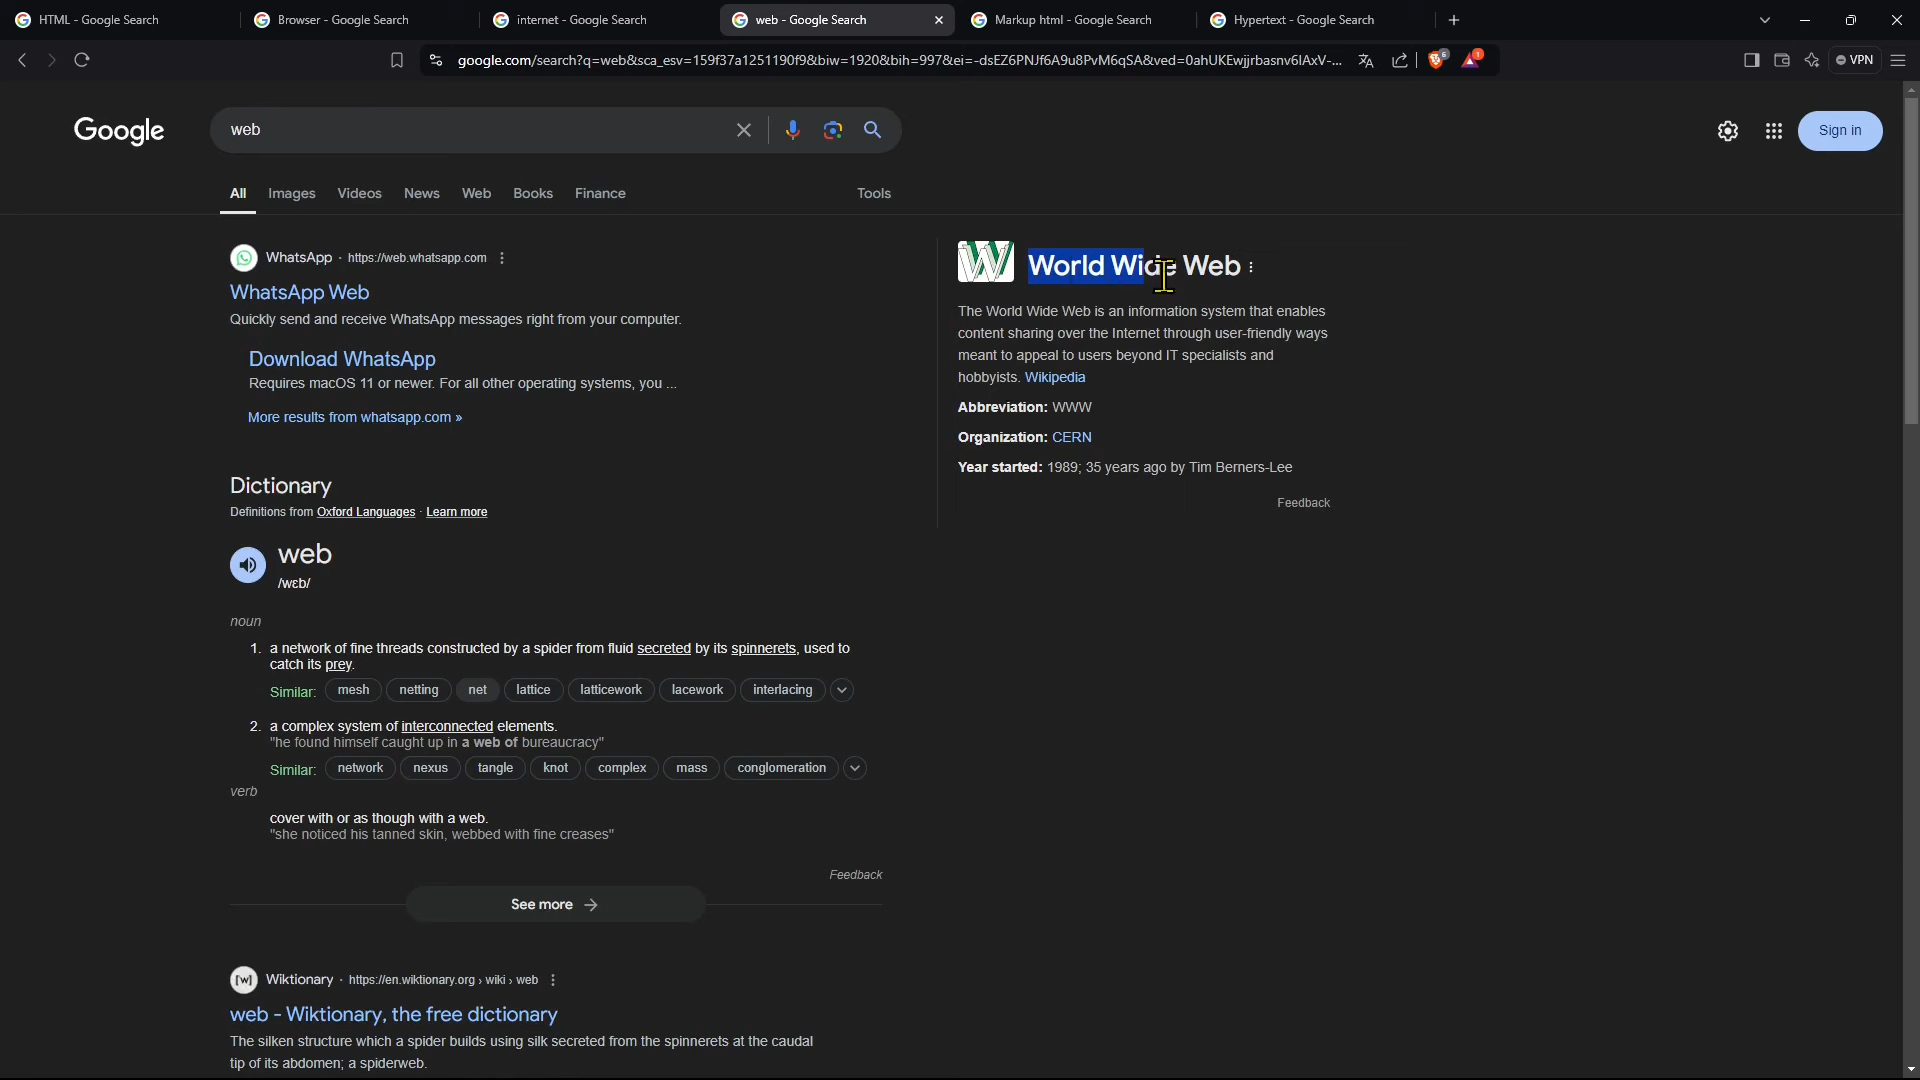 HTML - Google Search
Browser - Google Search
internet - Google Search
web - Google Search
Markup html - Google Search
Hypertext - Google Search
google.com/search?q=web&sca_esv=159f37a1251190f9&biw=1920&bih=997&ei=-dsEZ6PNJf6A9u8PvM6qSA&ved=0ahUKEwjjrbasnv6IAxV-...
6
1
VPN
Google
web
Sign in
All
Images
Videos
News
Web
Books
Finance
Tools
WhatsApp · https://web.whatsapp.com
WhatsApp Web
Quickly send and receive WhatsApp messages right from your computer.
Download WhatsApp
Requires macOS 11 or newer. For all other operating systems, you ...
More results from whatsapp.com »
Dictionary
Definitions from Oxford Languages · Learn more
web
/wɛb/
noun
1. a network of fine threads constructed by a spider from fluid secreted by its spinnerets, used to
catch its prey.
Similar: mesh netting net lattice latticework lacework interlacing
2. a complex system of interconnected elements.
"he found himself caught up in a web of bureaucracy"
Similar: network nexus tangle knot complex mass conglomeration
verb
cover with or as though with a web.
"she noticed his tanned skin, webbed with fine creases"
Feedback
See more →
[w] Wiktionary · https://en.wiktionary.org › wiki › web
web - Wiktionary, the free dictionary
The silken structure which a spider builds using silk secreted from the spinnerets at the caudal
tip of its abdomen; a spiderweb.
W World Wide Web
The World Wide Web is an information system that enables
content sharing over the Internet through user-friendly ways
meant to appeal to users beyond IT specialists and
hobbyists. Wikipedia
Abbreviation: WWW
Organization: CERN
Year started: 1989; 35 years ago by Tim Berners-Lee
Feedback